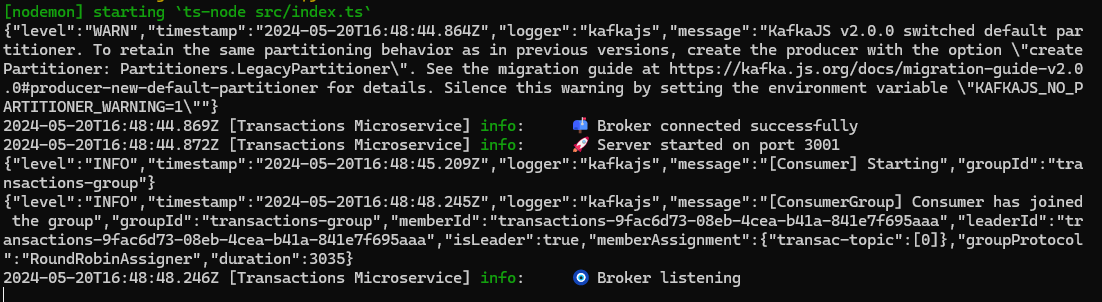 [nodemon] starting `ts-node src/index.ts`
{"level":"WARN","timestamp":"2024-05-20T16:48:44.864Z","logger":"kafkajs","message":"KafkaJS v2.0.0 switched default par
titioner. To retain the same partitioning behavior as in previous versions, create the producer with the option \"create
Partitioner: Partitioners.LegacyPartitioner\". See the migration guide at https://kafka.js.org/docs/migration-guide-v2.0
.0#producer-new-default-partitioner for details. Silence this warning by setting the environment variable \"KAFKAJS_NO_P
ARTITIONER_WARNING=1\""}
2024-05-20T16:48:44.869Z [Transactions Microservice] info:     📬 Broker connected successfully
2024-05-20T16:48:44.872Z [Transactions Microservice] info:     🚀 Server started on port 3001
{"level":"INFO","timestamp":"2024-05-20T16:48:45.209Z","logger":"kafkajs","message":"[Consumer] Starting","groupId":"tra
nsactions-group"}
{"level":"INFO","timestamp":"2024-05-20T16:48:48.245Z","logger":"kafkajs","message":"[ConsumerGroup] Consumer has joined
 the group","groupId":"transactions-group","memberId":"transactions-9fac6d73-08eb-4cea-b41a-841e7f695aaa","leaderId":"tr
ansactions-9fac6d73-08eb-4cea-b41a-841e7f695aaa","isLeader":true,"memberAssignment":{"transac-topic":[0]},"groupProtocol
":"RoundRobinAssigner","duration":3035}
2024-05-20T16:48:48.246Z [Transactions Microservice] info:     🧿 Broker listening